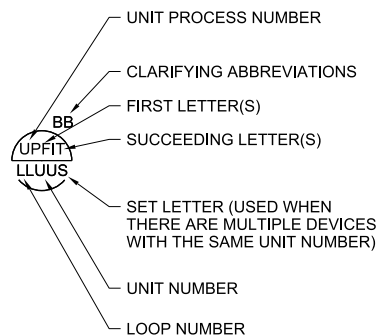 UNIT PROCESS NUMBER
CLARIFYING ABBREVIATIONS
FIRST LETTER(S)
SUCCEEDING LETTER(S)
BB
UPFIT
LLUUS
SET LETTER (USED WHEN
THERE ARE MULTIPLE DEVICES
WITH THE SAME UNIT NUMBER)
UNIT NUMBER
LOOP NUMBER